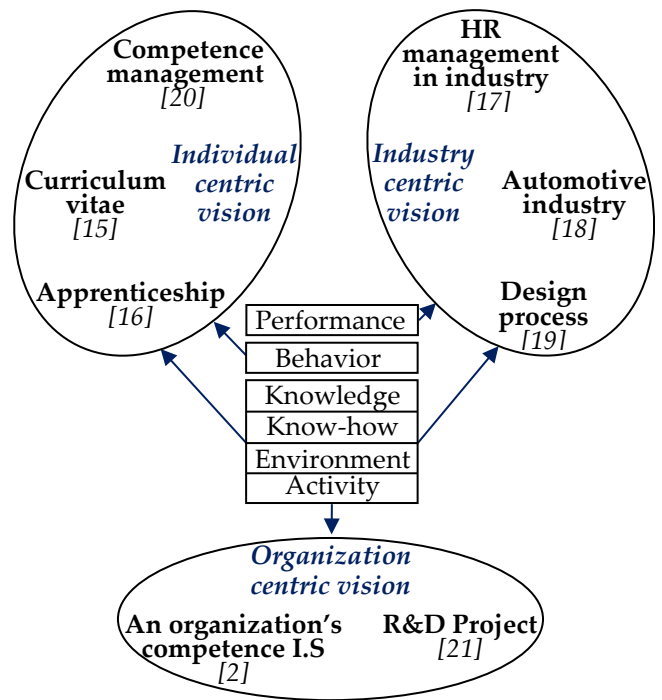 Competence
management
[20]
Individual
centric
vision
Curriculum
vitae
[15]
Apprenticeship
[16]
HR
management
in industry
[17]
Industry
centric
vision
Automotive
industry
[18]
Design
process
[19]
Performance
Behavior
Knowledge
Know-how
Environment
Activity
Organization
centric vision
An organization's
competence I.S
[2]
R&D Project
[21]